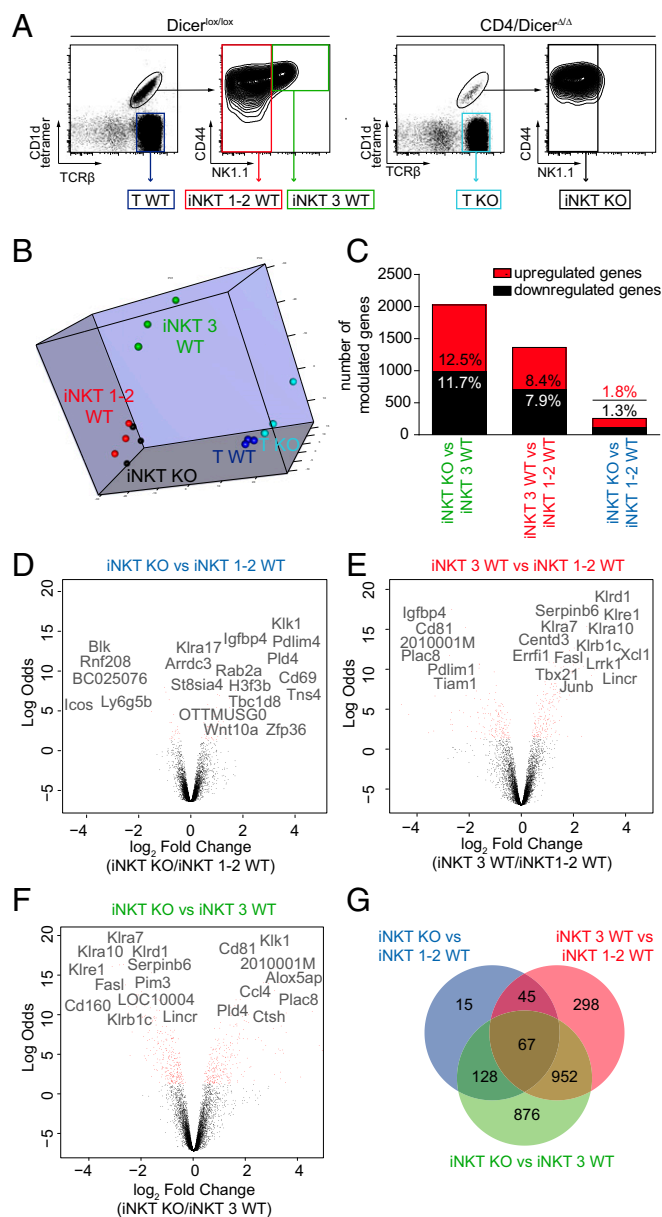 A
Dicer^lox/lox
CD4/Dicer^Δ/Δ
CD1d tetramer
TCRβ
CD44
NK1.1
CD1d tetramer
TCRβ
CD44
NK1.1
T WT
iNKT 1-2 WT
iNKT 3 WT
T KO
iNKT KO
B
iNKT 3
WT
iNKT 1-2
WT
iNKT KO
T WT
T KO
C
upregulated genes
downregulated genes
number of
modulated genes
2500
2000
1500
1000
500
0
12.5%
11.7%
8.4%
7.9%
1.8%
1.3%
iNKT KO vs
iNKT 3 WT
iNKT 3 WT vs
iNKT 1-2 WT
iNKT KO vs
iNKT 1-2 WT
D
iNKT KO vs iNKT 1-2 WT
Log Odds
20
15
10
5
0
−5
Klk1
Igfbp4
Pdlim4
Blk
Klra17
Pld4
Rnf208
Arrdc3
Rab2a
Cd69
BC025076
St8sia4
H3f3b
Tns4
Icos
Ly6g5b
Tbc1d8
OTTMUSG0
Wnt10a
Zfp36
−4
−2
0
2
4
log2 Fold Change
(iNKT KO/iNKT 1-2 WT)
E
iNKT 3 WT vs iNKT 1-2 WT
Log Odds
20
15
10
5
0
−5
Klrd1
Igfbp4
Serpinb6
Klre1
Cd81
Klra7
Klra10
2010001M
Centd3
Klrb1c
Plac8
Errfi1
Fasl
Xcl1
Pdlim1
Lrrk1
Tiam1
Tbx21
Lincr
Junb
−4
−2
0
2
4
log2 Fold Change
(iNKT 3 WT/iNKT1-2 WT)
F
iNKT KO vs iNKT 3 WT
Log Odds
20
15
10
5
0
−5
Klra7
Klk1
Klra10
Klrd1
Cd81
Klre1
Serpinb6
2010001M
Fasl
Pim3
Alox5ap
Cd160
LOC10004
Ccl4
Plac8
Klrb1c
Lincr
Pld4
Ctsh
−4
−2
0
2
4
log2 Fold Change
(iNKT KO/iNKT 3 WT)
G
iNKT KO vs
iNKT 1-2 WT
iNKT 3 WT vs
iNKT 1-2 WT
15
45
298
67
128
952
876
iNKT KO vs iNKT 3 WT